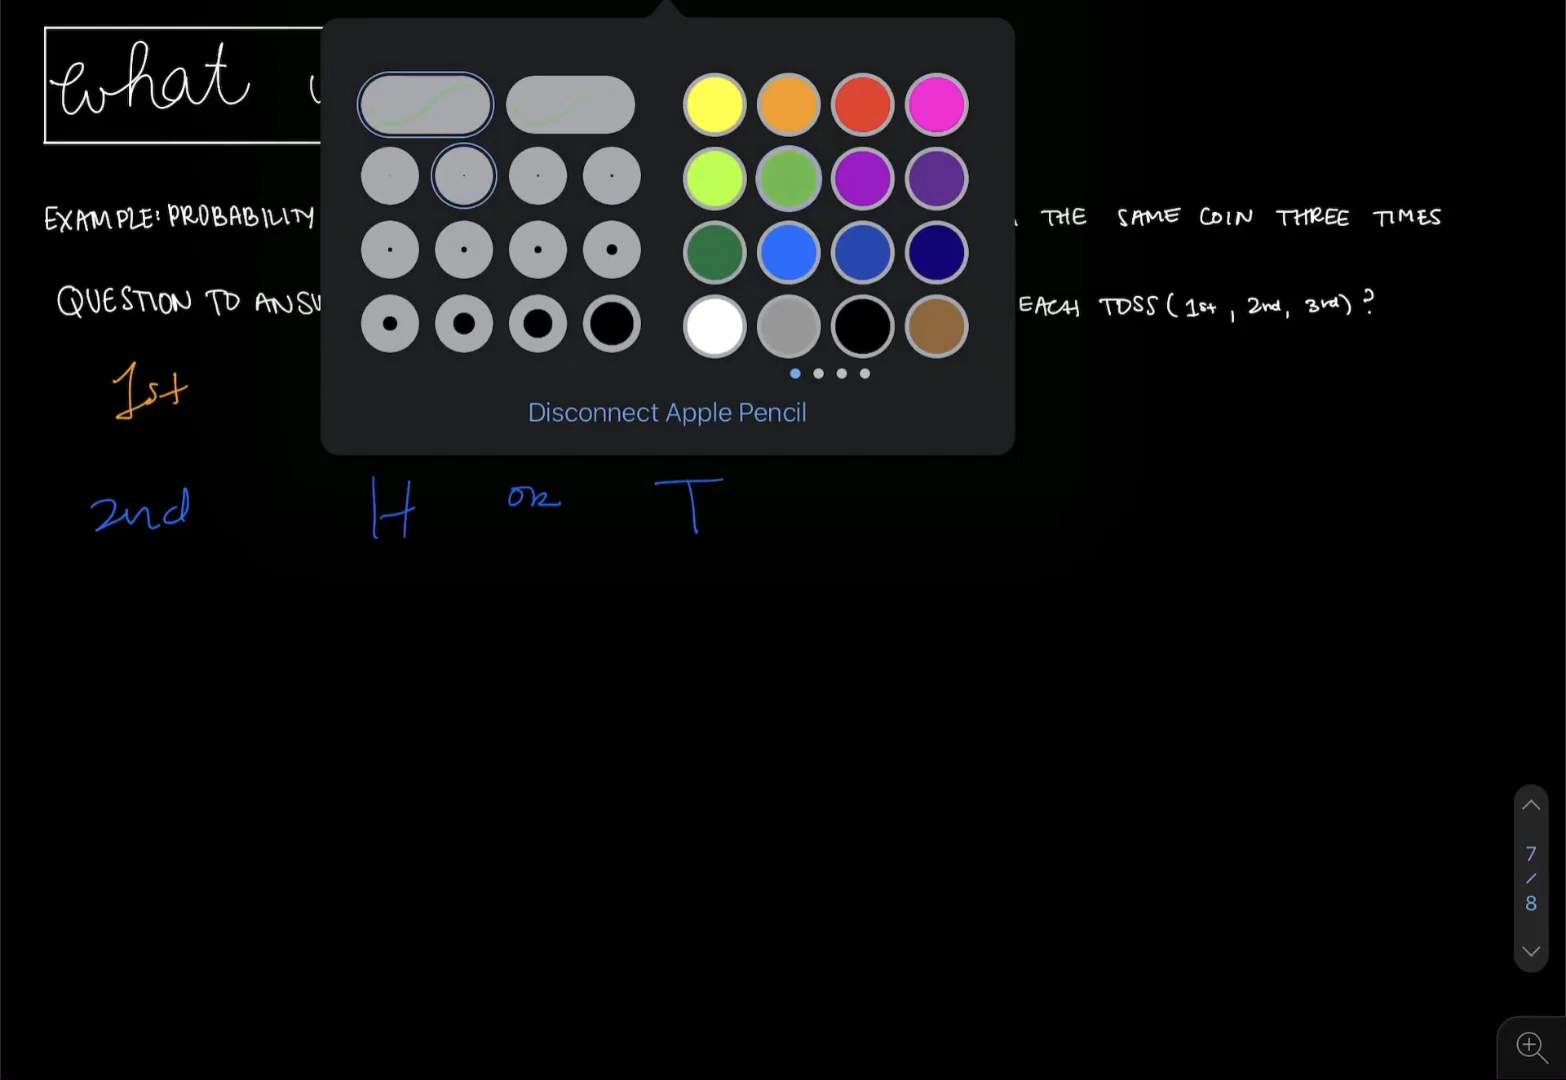 what
EXAMPLE: PROBABILITY THE SAME COIN THREE TIMES
QUESTION TO EACH TOSS (1st, 2nd, 3rd)?
1st
Disconnect Apple Pencil
2nd H or T
7
/
8